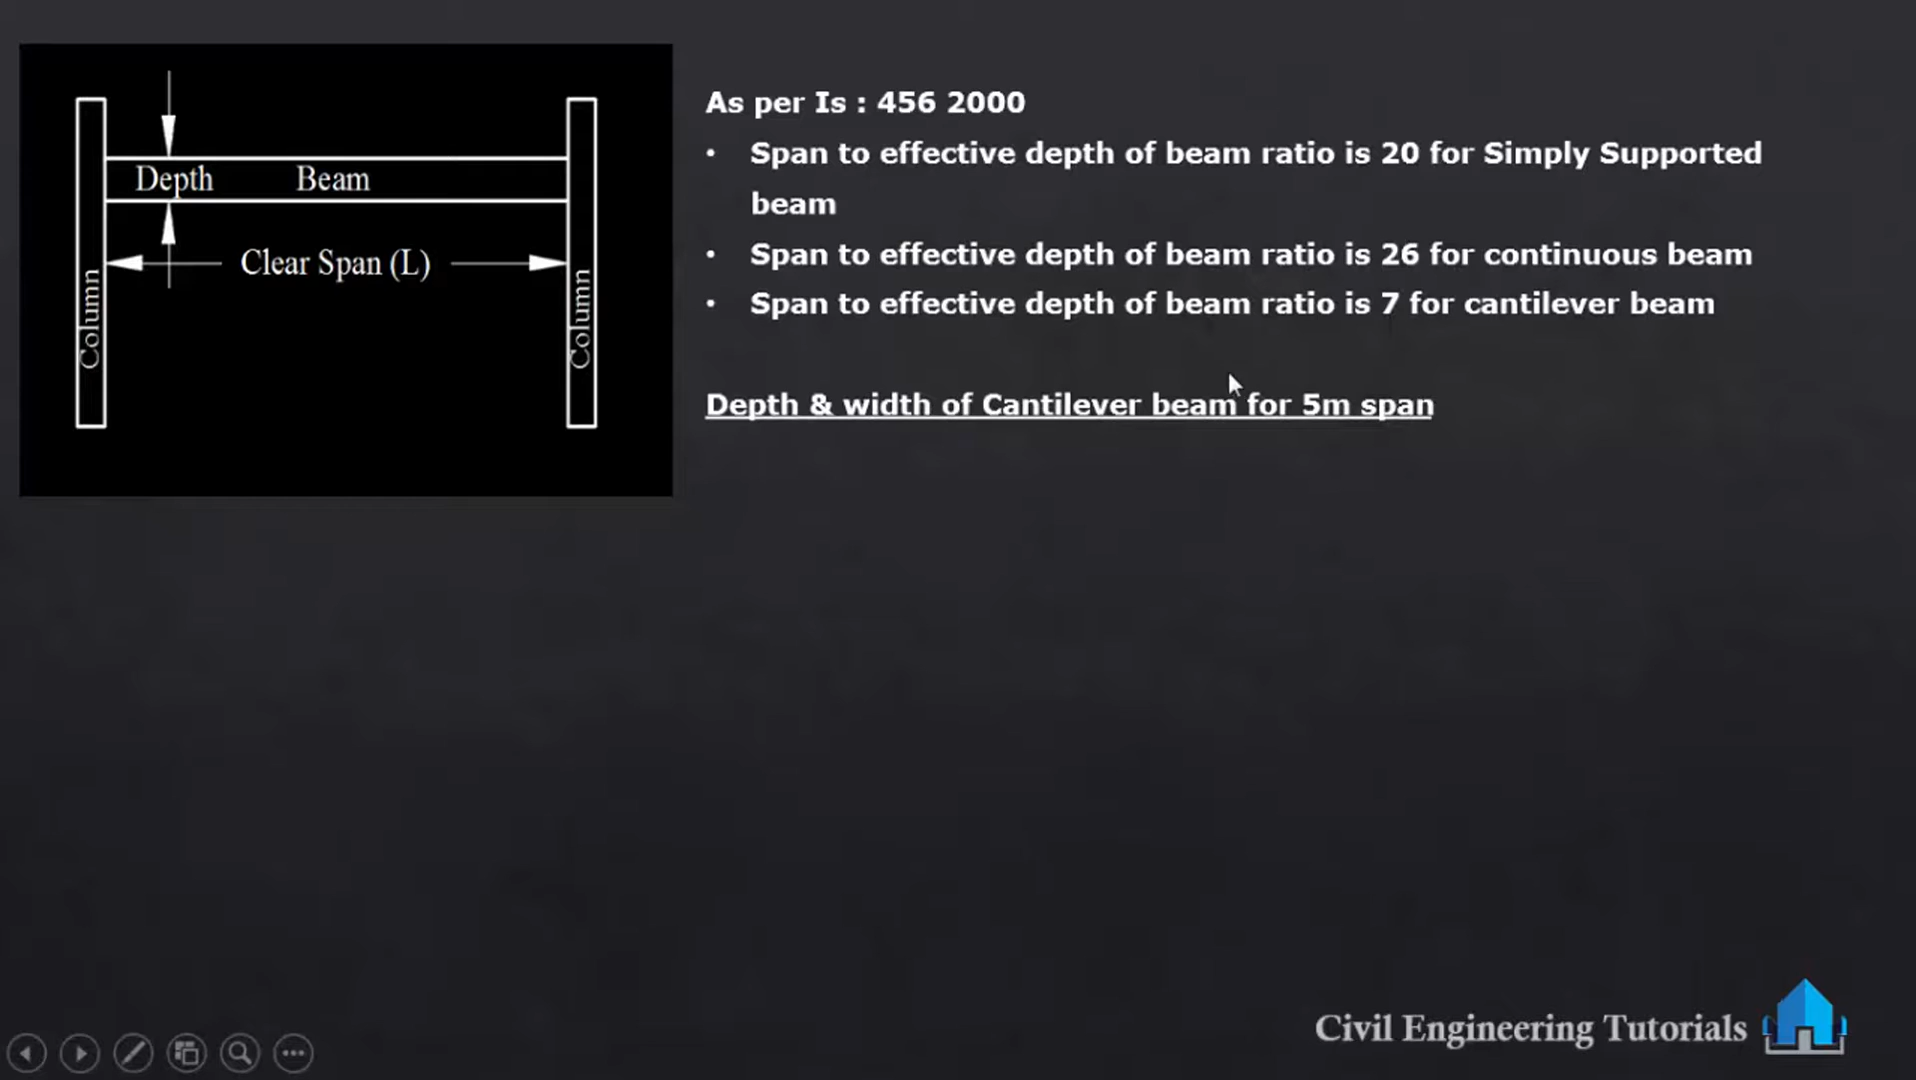 Depth Beam
Clear Span (L)
Column
Column
As per Is : 456 2000
• Span to effective depth of beam ratio is 20 for Simply Supported
beam
• Span to effective depth of beam ratio is 26 for continuous beam
• Span to effective depth of beam ratio is 7 for cantilever beam
Depth & width of Cantilever beam for 5m span
Civil Engineering Tutorials